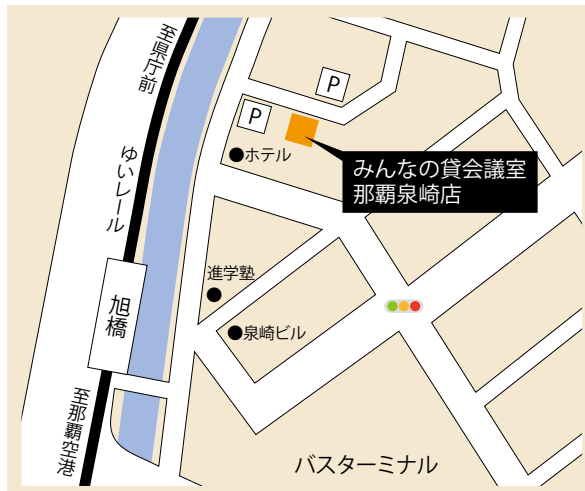 至県庁前
P
P
ホテル
みんなの貸会議室
那覇泉崎店
ゆいレール
進学塾
旭橋
泉崎ビル
至那覇空港
バスターミナル